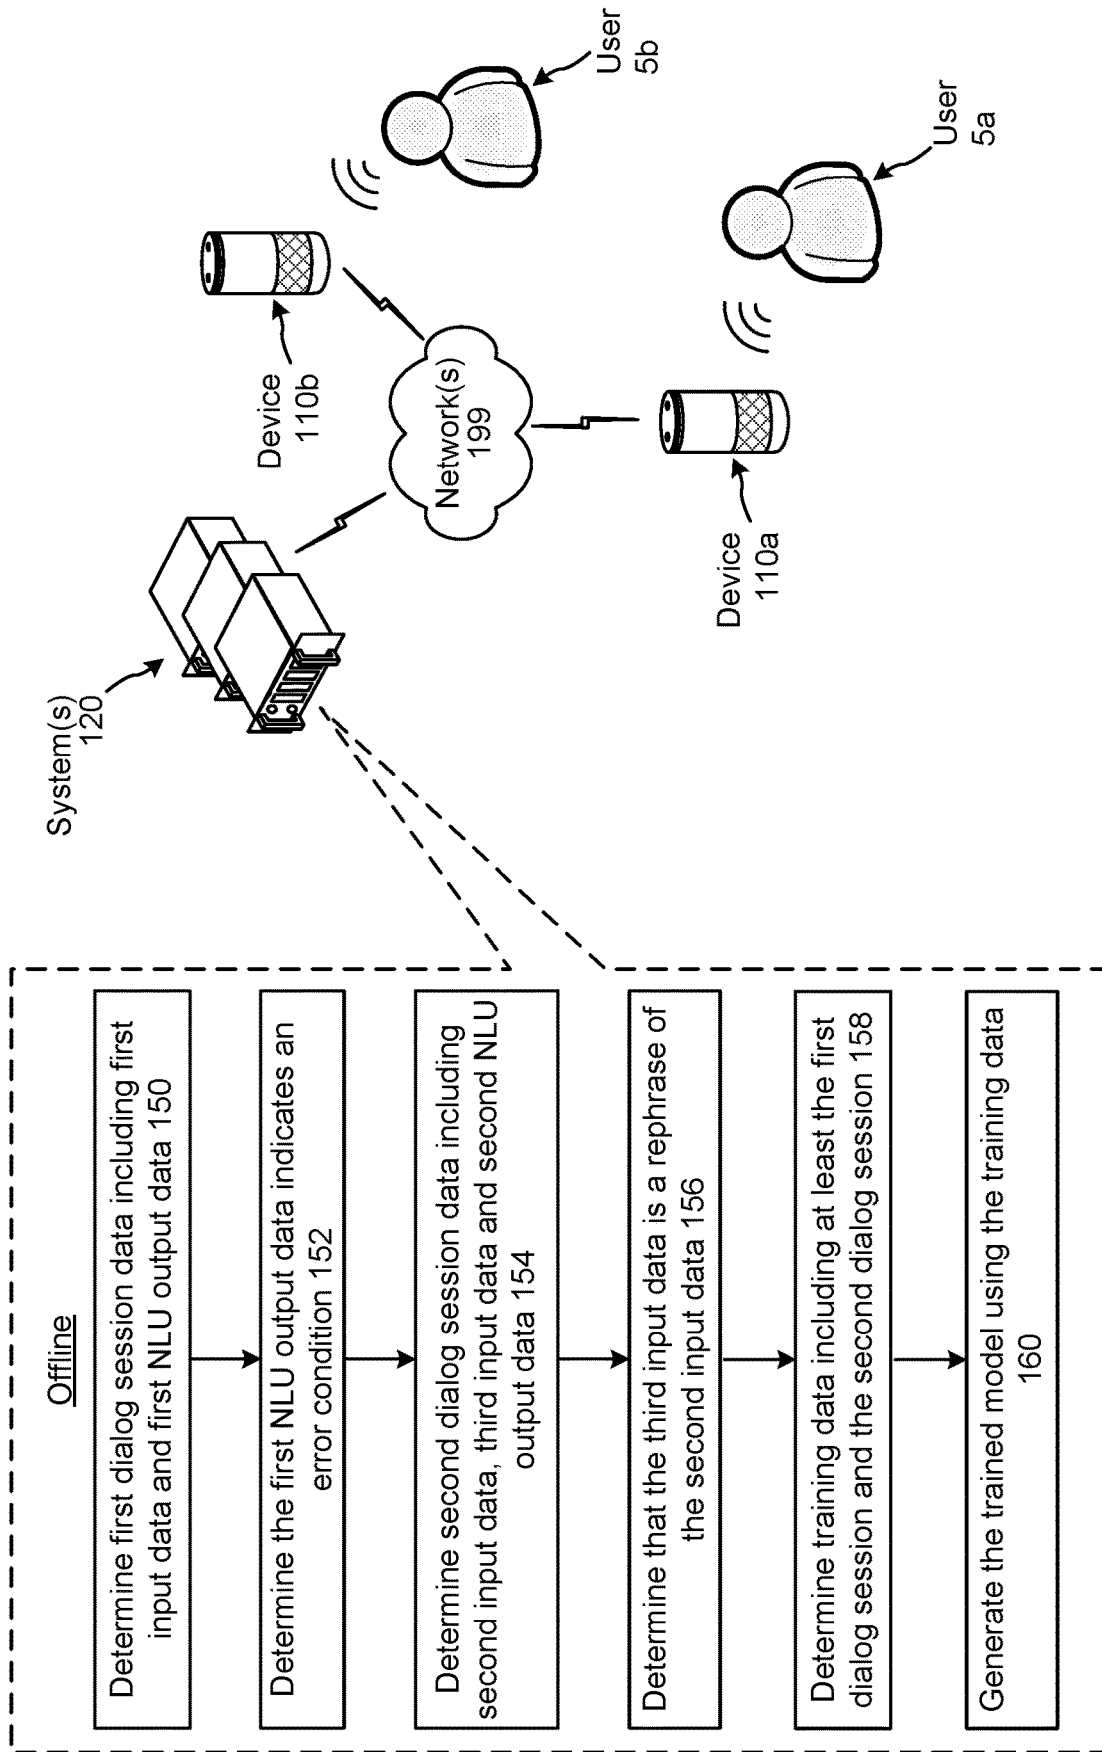 Offline
Determine first dialog session data including first
input data and first NLU output data 150
Determine the first NLU output data indicates an
error condition 152
Determine second dialog session data including
second input data, third input data and second NLU
output data 154
Determine that the third input data is a rephrase of
the second input data 156
Determine training data including at least the first
dialog session and the second dialog session 158
Generate the trained model using the training data
160
System(s)
120
Device
110b
Network(s)
199
Device
110a
User
5b
User
5a